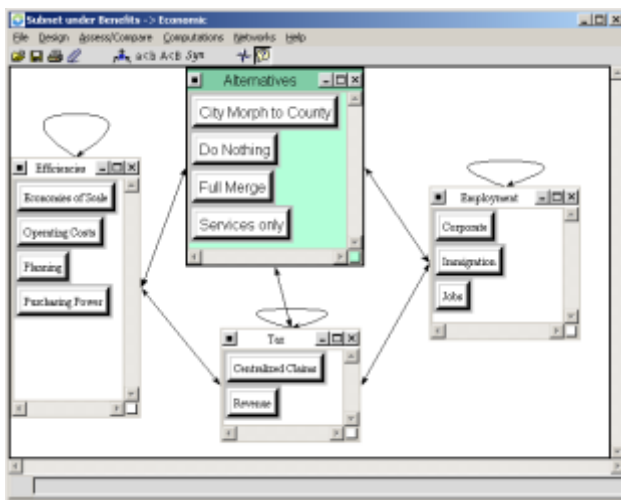 Subset under Benefits -> Economic
File Design Assess/Compare Computations Networks Help
a<b A<B Syn
Alternatives
City Morph to County
Do Nothing
Full Merge
Services only
Efficiencies
Economies of Scale
Operating Costs
Planning
Purchasing Power
Employment
Corporate
Immigration
Jobs
Tax
Centralized Claims
Revenue